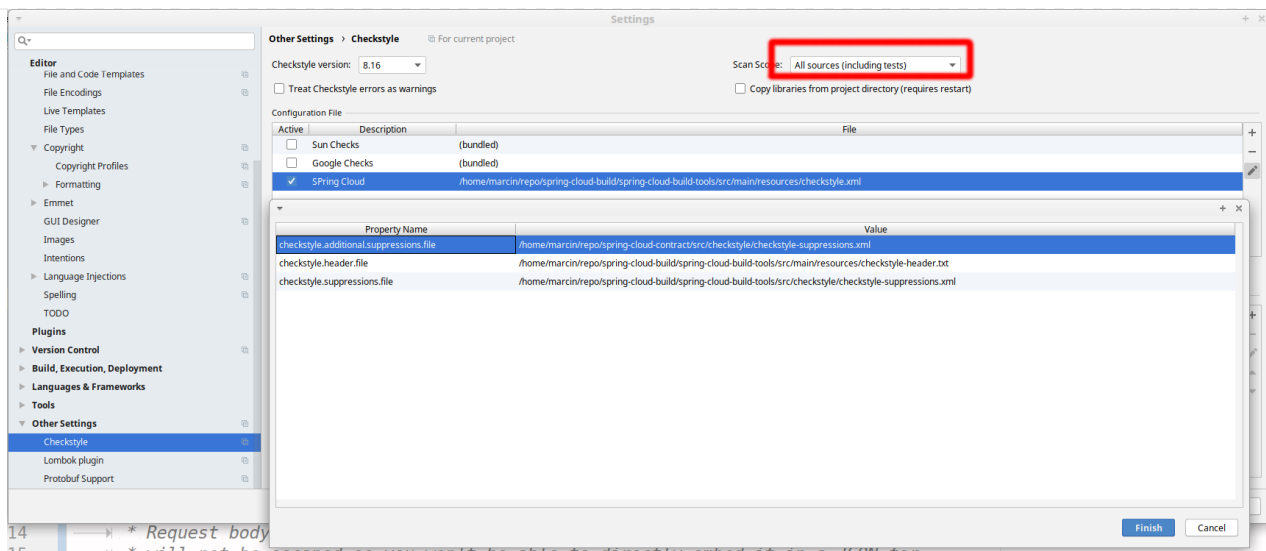 Settings
Other Settings › Checkstyle For current project
Editor
File and Code Templates
File Encodings
Live Templates
File Types
Copyright
Copyright Profiles
Formatting
Emmet
GUI Designer
Images
Intentions
Language Injections
Spelling
TODO
Plugins
Version Control
Build, Execution, Deployment
Languages & Frameworks
Tools
Other Settings
Checkstyle
Lombok plugin
Protobuf Support
Checkstyle version: 8.16
Scan Scope: All sources (including tests)
Treat Checkstyle errors as warnings
Copy libraries from project directory (requires restart)
Configuration File
Active Description File
Sun Checks (bundled)
Google Checks (bundled)
SPring Cloud /home/marcin/repo/spring-cloud-build/spring-cloud-build-tools/src/main/resources/checkstyle.xml
Property Name Value
checkstyle.additional.suppressions.file /home/marcin/repo/spring-cloud-contract/src/checkstyle/checkstyle-suppressions.xml
checkstyle.header.file /home/marcin/repo/spring-cloud-build/spring-cloud-build-tools/src/main/resources/checkstyle-header.txt
checkstyle.suppressions.file /home/marcin/repo/spring-cloud-build/spring-cloud-build-tools/src/checkstyle/checkstyle-suppressions.xml
Finish Cancel
14 * Request body